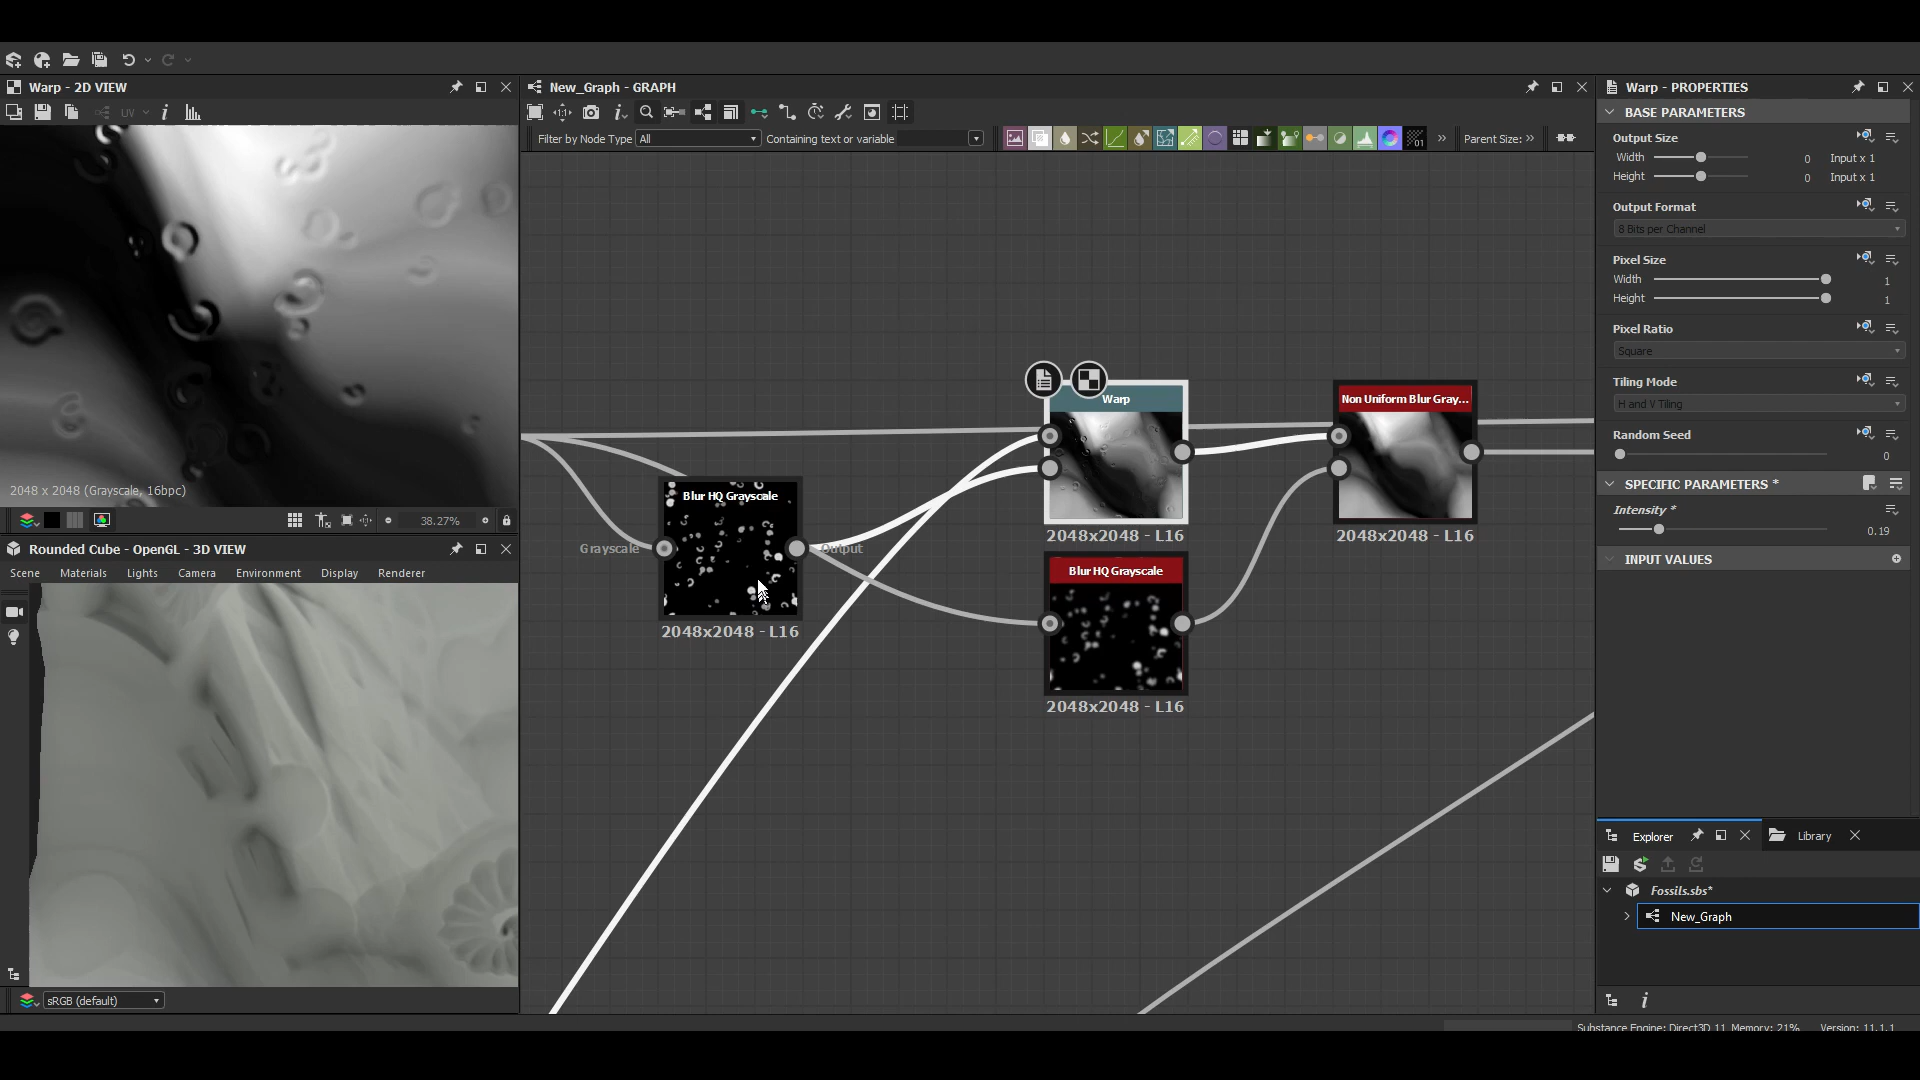 Warp - 2D VIEW
New_Graph - GRAPH
Warp - PROPERTIES
UV
BASE PARAMETERS
Filter by Node Type
All
Containing text or variable
01
Parent Size:
Output Size
Width
0
Input x 1
Height
0
Input x 1
Output Format
8 Bits per Channel
Pixel Size
Width
1
Height
1
Pixel Ratio
Square
Tiling Mode
H and V Tiling
Random Seed
0
SPECIFIC PARAMETERS *
Intensity *
0.19
INPUT VALUES
2048 x 2048 (Grayscale, 16bpc)
38.27%
Rounded Cube - OpenGL - 3D VIEW
Scene
Materials
Lights
Camera
Environment
Display
Renderer
sRGB (default)
Warp
2048x2048 - L16
Non Uniform Blur Gray...
2048x2048 - L16
Blur HQ Grayscale
Grayscale
Output
2048x2048 - L16
Blur HQ Grayscale
2048x2048 - L16
Explorer
Library
Fossils.sbs*
New_Graph
Substance Engine: Direct3D 11 Memory: 21%
Version: 11.1.1